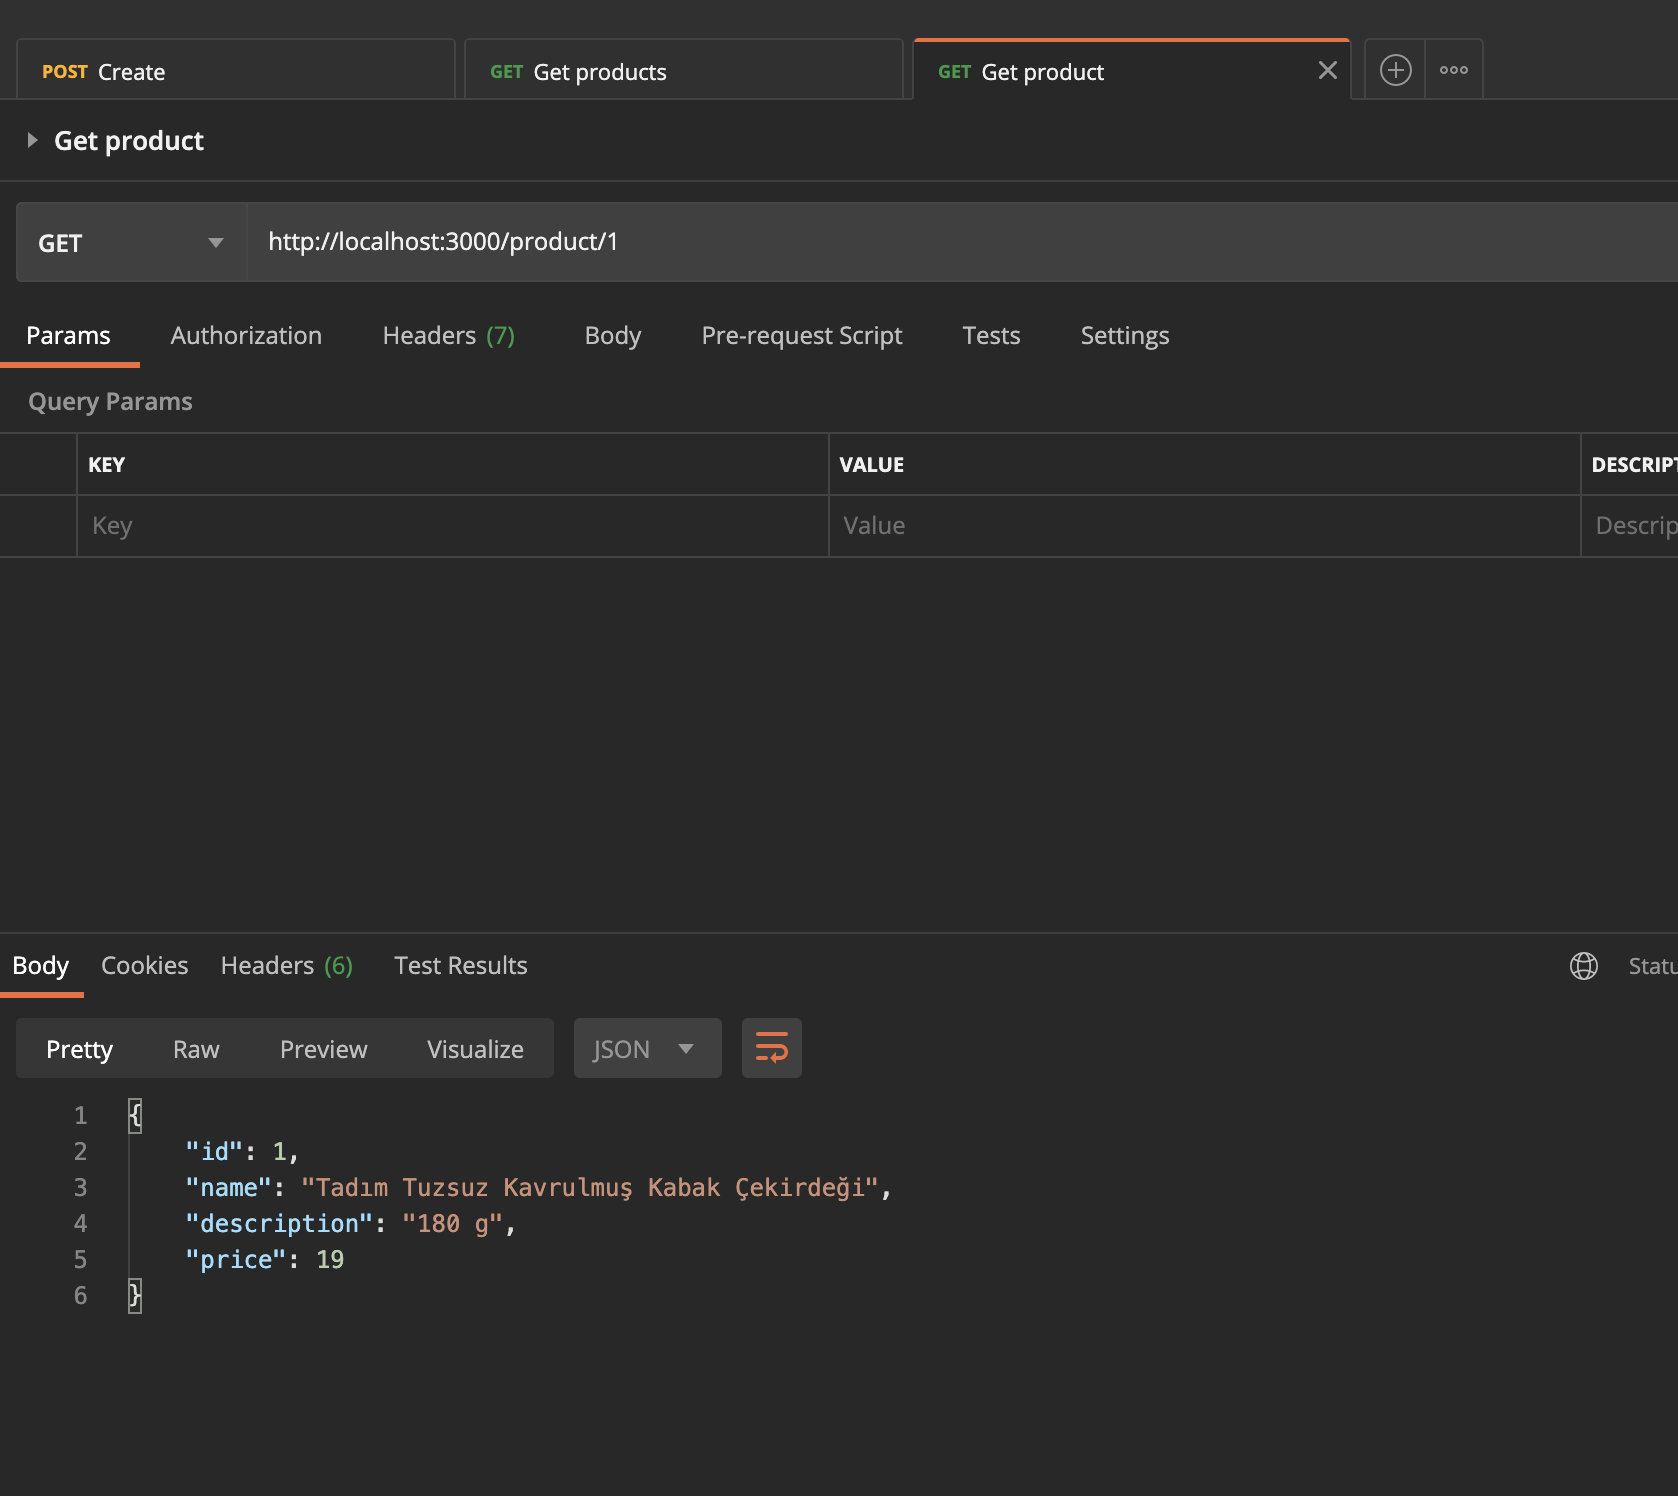 POST Create GET Get products GET Get product
Get product
GET http://localhost:3000/product/1
Params Authorization Headers (7) Body Pre-request Script Tests Settings
Query Params
KEY VALUE DESCRIPT
Key Value Descrip
Body Cookies Headers (6) Test Results Statu
Pretty Raw Preview Visualize JSON
1 {
2 "id": 1,
3 "name": "Tadım Tuzsuz Kavrulmuş Kabak Çekirdeği",
4 "description": "180 g",
5 "price": 19
6 }